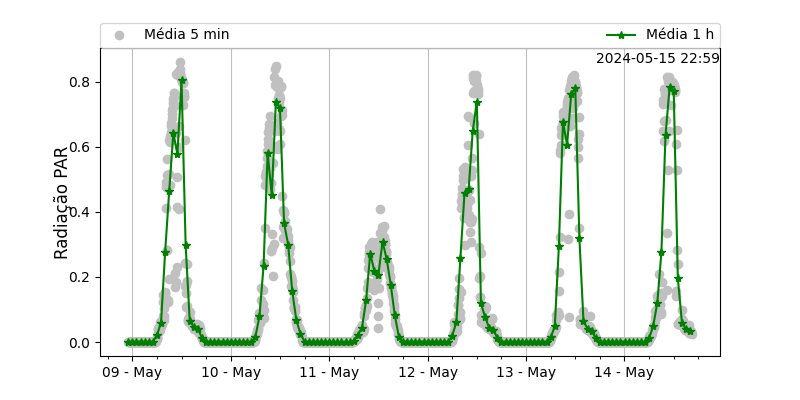 Média 5 min
Média 1 h
2024-05-15 22:59
Radiação PAR
0.8
0.6
0.4
0.2
0.0
09 - May
10 - May
11 - May
12 - May
13 - May
14 - May